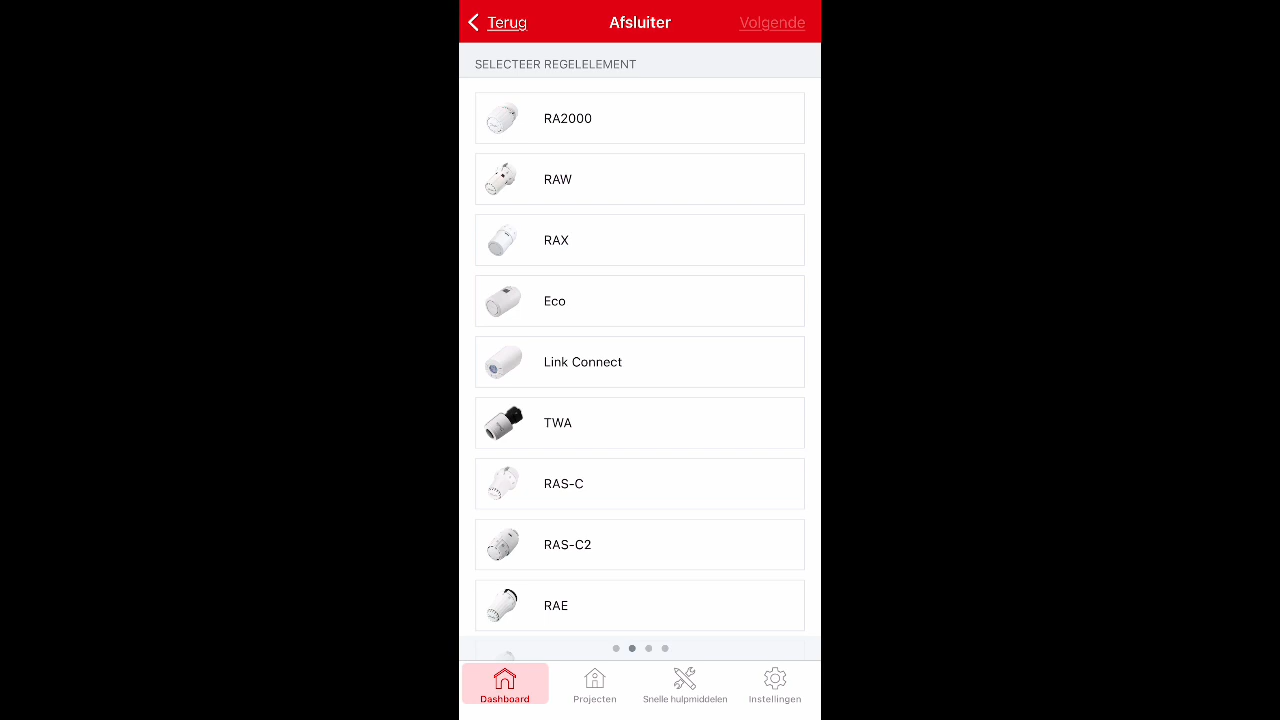 Terug
Afsluiter
Volgende
SELECTEER REGELELEMENT
RA2000
RAW
RAX
Eco
Link Connect
TWA
RAS-C
RAS-C2
RAE
Dashboard
Projecten
Snelle hulpmiddelen
Instellingen